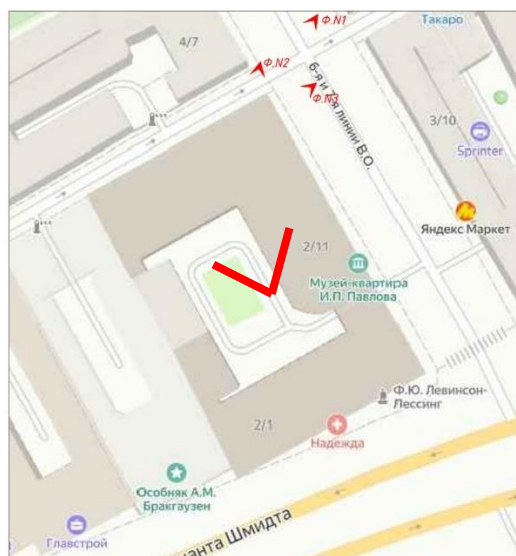 Ф.N1
Такаро
4/7
Ф.N2
6-я и 7-я линии В.О.
Ф.N3
3/10
Sprinter
Яндекс Маркет
2/11
Музей-квартира
И.П. Павлова
Ф.Ю. Левинсон-
Лессинг
2/1
Надежда
Особняк А.М.
Бракгаузен
Главстрой
нанта Шмидта